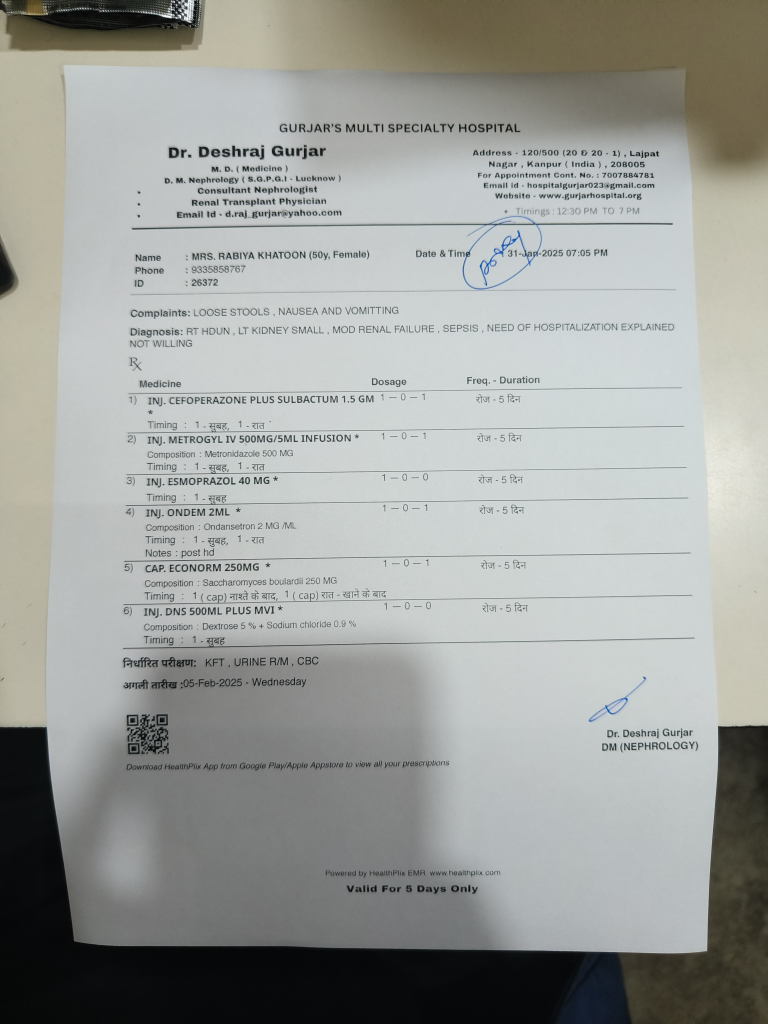 GURJAR'S MULTI SPECIALTY HOSPITAL
Dr. Deshraj Gurjar
M. D. ( Medicine )
D. M. Nephrology ( S.G.P.G.I - Lucknow )
• Consultant Nephrologist
• Renal Transplant Physician
• Email Id - d.raj_gurjar@yahoo.com
Address - 120/500 (20 & 20 - 1) , Lajpat
Nagar , Kanpur ( India ) , 208005
For Appointment Cont. No. : 7007884781
Email id - hospitalgurjar023@gmail.com
Website - www.gurjarhospital.org
• Timings : 12:30 PM TO 7 PM
Name : MRS. RABIYA KHATOON (50y, Female)
Date & Time : 31-Jan-2025 07:05 PM
Phone : 9335858767
ID : 26372
Complaints: LOOSE STOOLS , NAUSEA AND VOMITTING
Diagnosis: RT HDUN , LT KIDNEY SMALL , MOD RENAL FAILURE , SEPSIS , NEED OF HOSPITALIZATION EXPLAINED
NOT WILLING
Rx
Medicine Dosage Freq. - Duration
1) INJ. CEFOPERAZONE PLUS SULBACTUM 1.5 GM 1 - 0 - 1 रोज - 5 दिन
*
Timing : 1 - सुबह, 1 - रात
2) INJ. METROGYL IV 500MG/5ML INFUSION * 1 - 0 - 1 रोज - 5 दिन
Composition : Metronidazole 500 MG
Timing : 1 - सुबह, 1 - रात
3) INJ. ESMOPRAZOL 40 MG * 1 - 0 - 0 रोज - 5 दिन
Timing : 1 - सुबह
4) INJ. ONDEM 2ML * 1 - 0 - 1 रोज - 5 दिन
Composition : Ondansetron 2 MG /ML
Timing : 1 - सुबह, 1 - रात
Notes : post hd
5) CAP. ECONORM 250MG * 1 - 0 - 1 रोज - 5 दिन
Composition : Saccharomyces boulardii 250 MG
Timing : 1 ( cap) नाश्ते के बाद, 1 ( cap) रात - खाने के बाद
6) INJ. DNS 500ML PLUS MVI * 1 - 0 - 0 रोज - 5 दिन
Composition : Dextrose 5 % + Sodium chloride 0.9 %
Timing : 1 - सुबह
निर्धारित परीक्षण: KFT , URINE R/M , CBC
अगली तारीख :05-Feb-2025 - Wednesday
Dr. Deshraj Gurjar
DM (NEPHROLOGY)
Download HealthPlix App from Google Play/Apple Appstore to view all your prescriptions
Powered by HealthPlix EMR www.healthplix.com
Valid For 5 Days Only